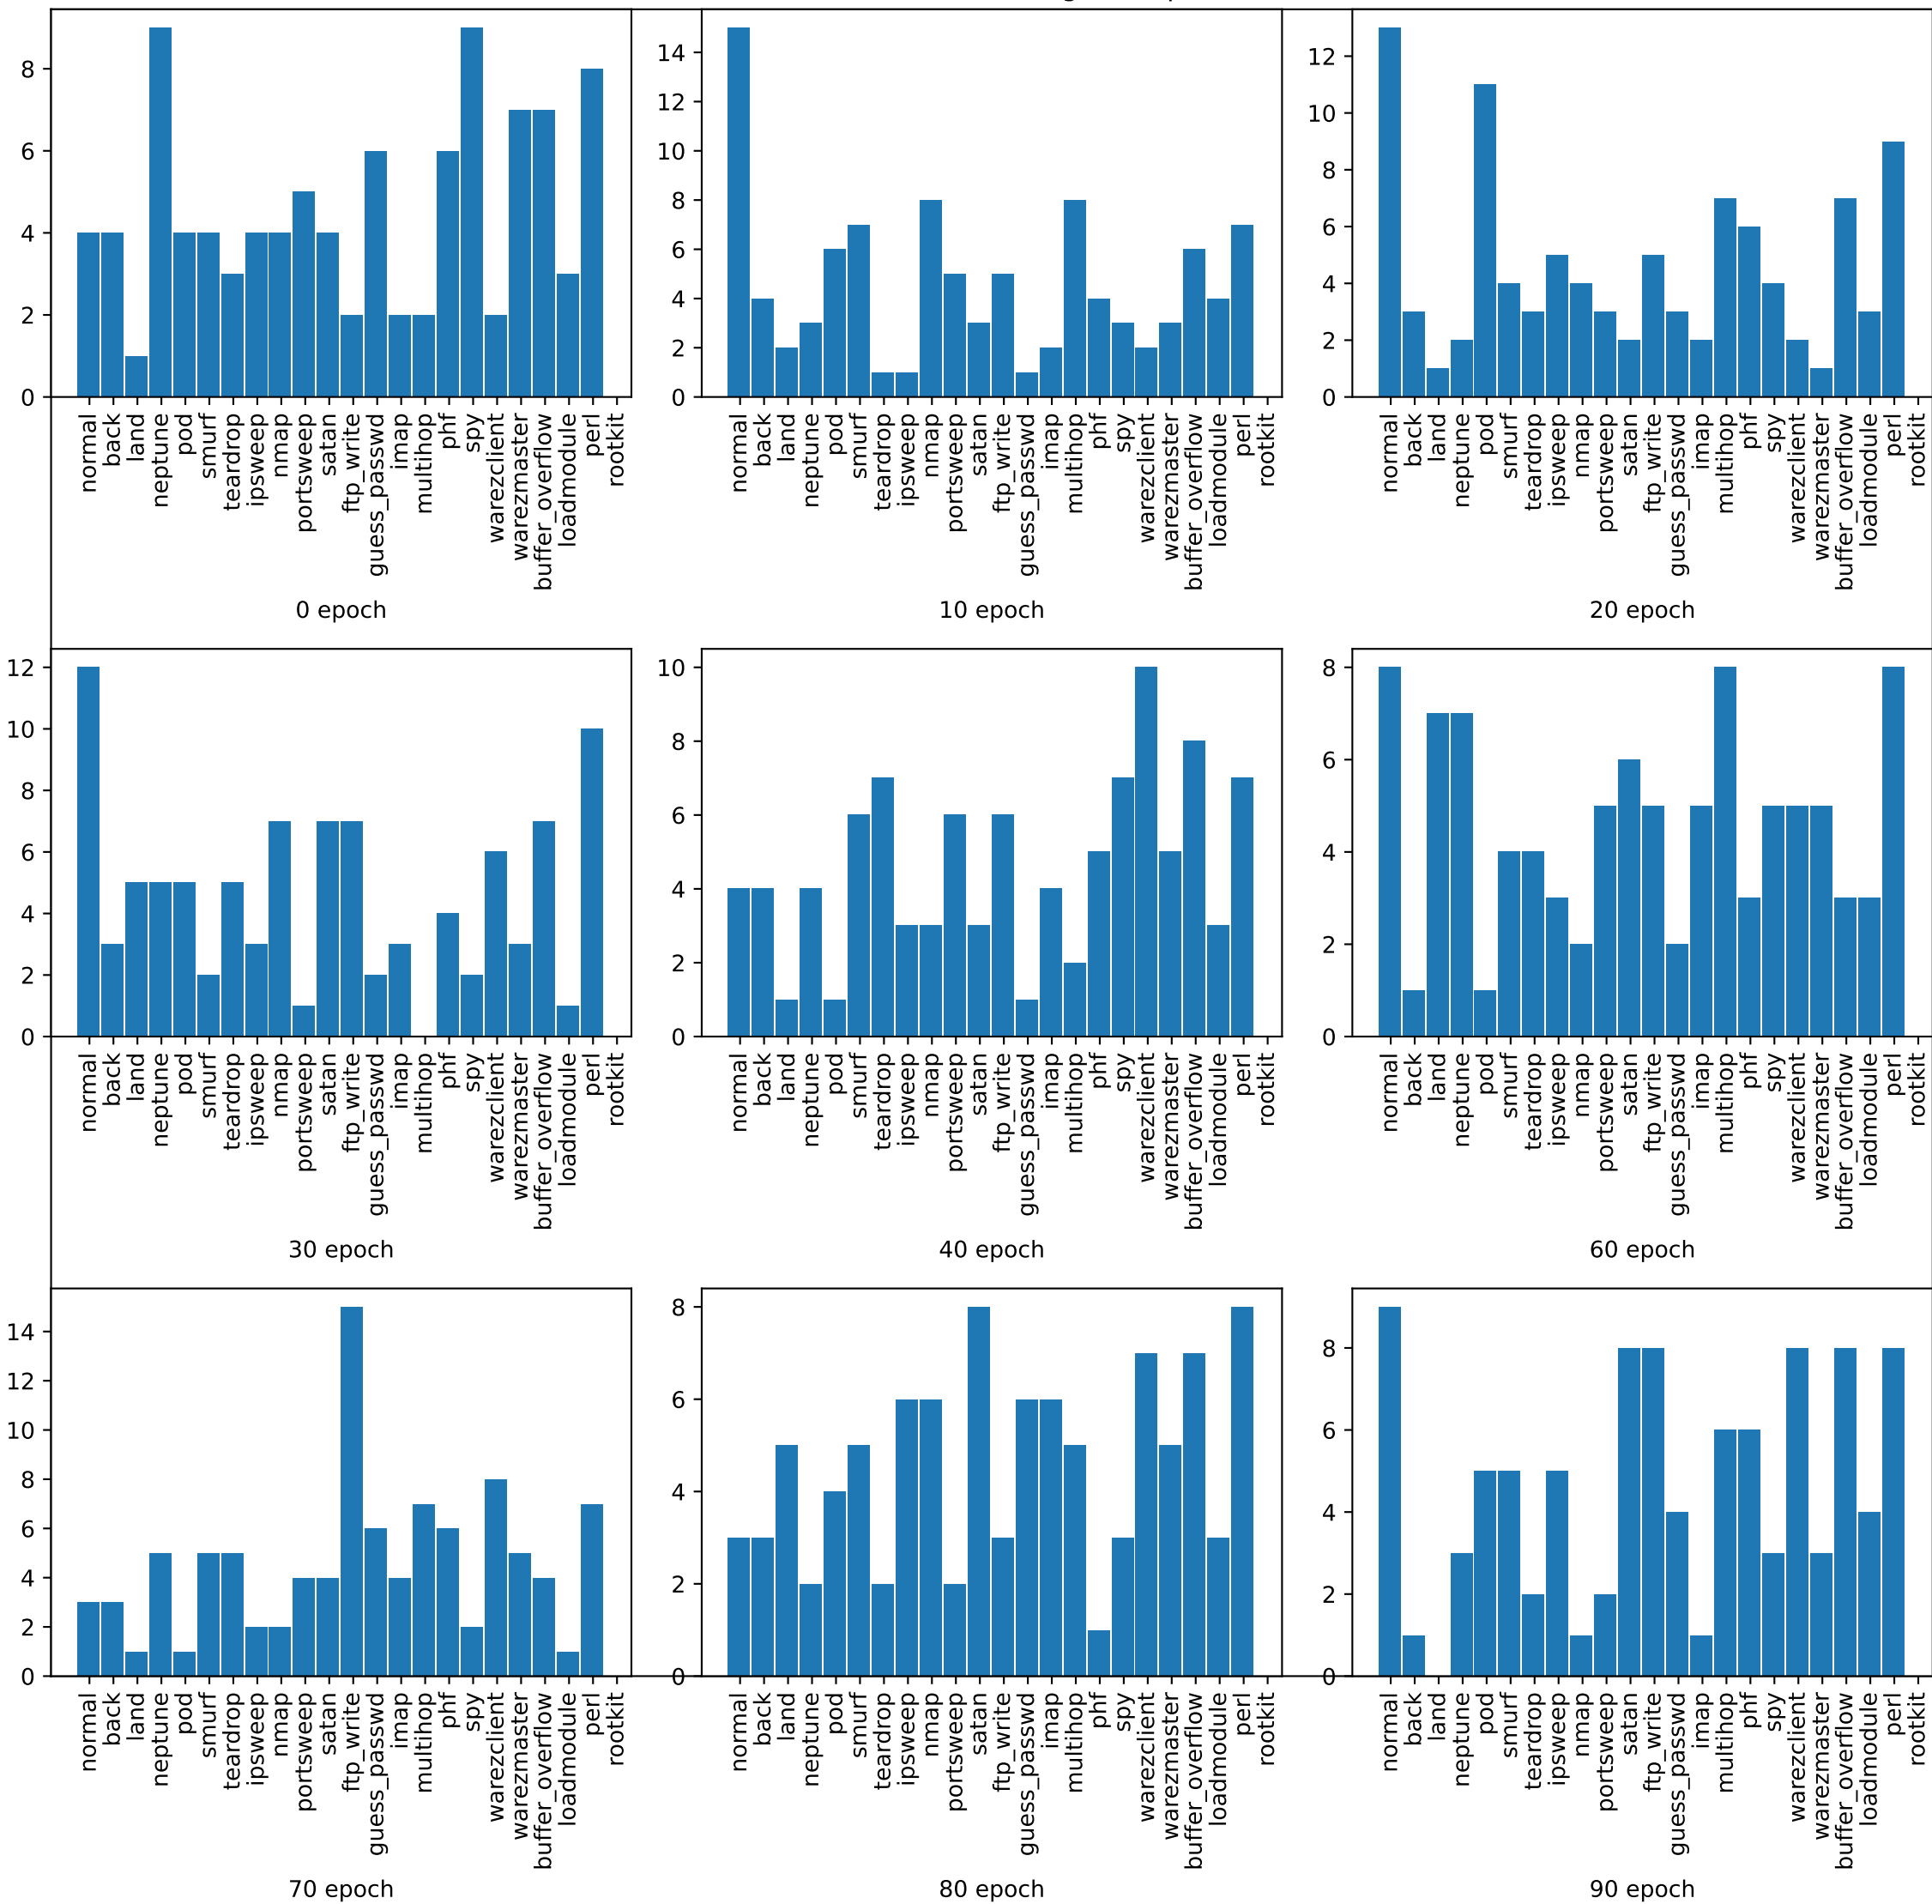 8
6
4
2
0
normal
back
land
neptune
pod
smurf
teardrop
ipsweep
nmap
portsweep
satan
ftp_write
guess_passwd
imap
multihop
phf
spy
warezclient
warezmaster
buffer_overflow
loadmodule
perl
rootkit
0 epoch
14
12
10
8
6
4
2
0
normal
back
land
neptune
pod
smurf
teardrop
ipsweep
nmap
portsweep
satan
ftp_write
guess_passwd
imap
multihop
phf
spy
warezclient
warezmaster
buffer_overflow
loadmodule
perl
rootkit
10 epoch
12
10
8
6
4
2
0
normal
back
land
neptune
pod
smurf
teardrop
ipsweep
nmap
portsweep
satan
ftp_write
guess_passwd
imap
multihop
phf
spy
warezclient
warezmaster
buffer_overflow
loadmodule
perl
rootkit
20 epoch
12
10
8
6
4
2
0
normal
back
land
neptune
pod
smurf
teardrop
ipsweep
nmap
portsweep
satan
ftp_write
guess_passwd
imap
multihop
phf
spy
warezclient
warezmaster
buffer_overflow
loadmodule
perl
rootkit
30 epoch
10
8
6
4
2
0
normal
back
land
neptune
pod
smurf
teardrop
ipsweep
nmap
portsweep
satan
ftp_write
guess_passwd
imap
multihop
phf
spy
warezclient
warezmaster
buffer_overflow
loadmodule
perl
rootkit
40 epoch
8
6
4
2
0
normal
back
land
neptune
pod
smurf
teardrop
ipsweep
nmap
portsweep
satan
ftp_write
guess_passwd
imap
multihop
phf
spy
warezclient
warezmaster
buffer_overflow
loadmodule
perl
rootkit
60 epoch
14
12
10
8
6
4
2
0
normal
back
land
neptune
pod
smurf
teardrop
ipsweep
nmap
portsweep
satan
ftp_write
guess_passwd
imap
multihop
phf
spy
warezclient
warezmaster
buffer_overflow
loadmodule
perl
rootkit
70 epoch
8
6
4
2
0
normal
back
land
neptune
pod
smurf
teardrop
ipsweep
nmap
portsweep
satan
ftp_write
guess_passwd
imap
multihop
phf
spy
warezclient
warezmaster
buffer_overflow
loadmodule
perl
rootkit
80 epoch
8
6
4
2
0
normal
back
land
neptune
pod
smurf
teardrop
ipsweep
nmap
portsweep
satan
ftp_write
guess_passwd
imap
multihop
phf
spy
warezclient
warezmaster
buffer_overflow
loadmodule
perl
rootkit
90 epoch